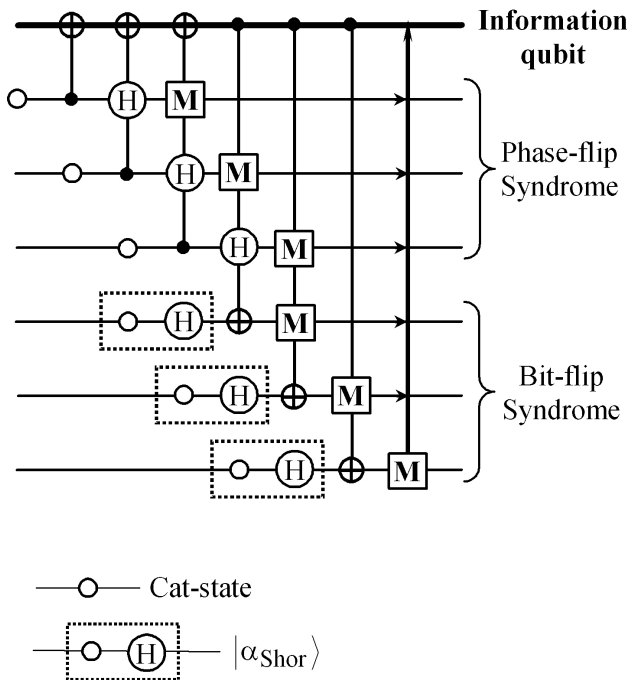 Information
qubit
H
M
Phase-flip
Syndrome
H
M
H
M
H
M
Bit-flip
Syndrome
H
M
H
M
Cat-state
H
|α_Shor⟩